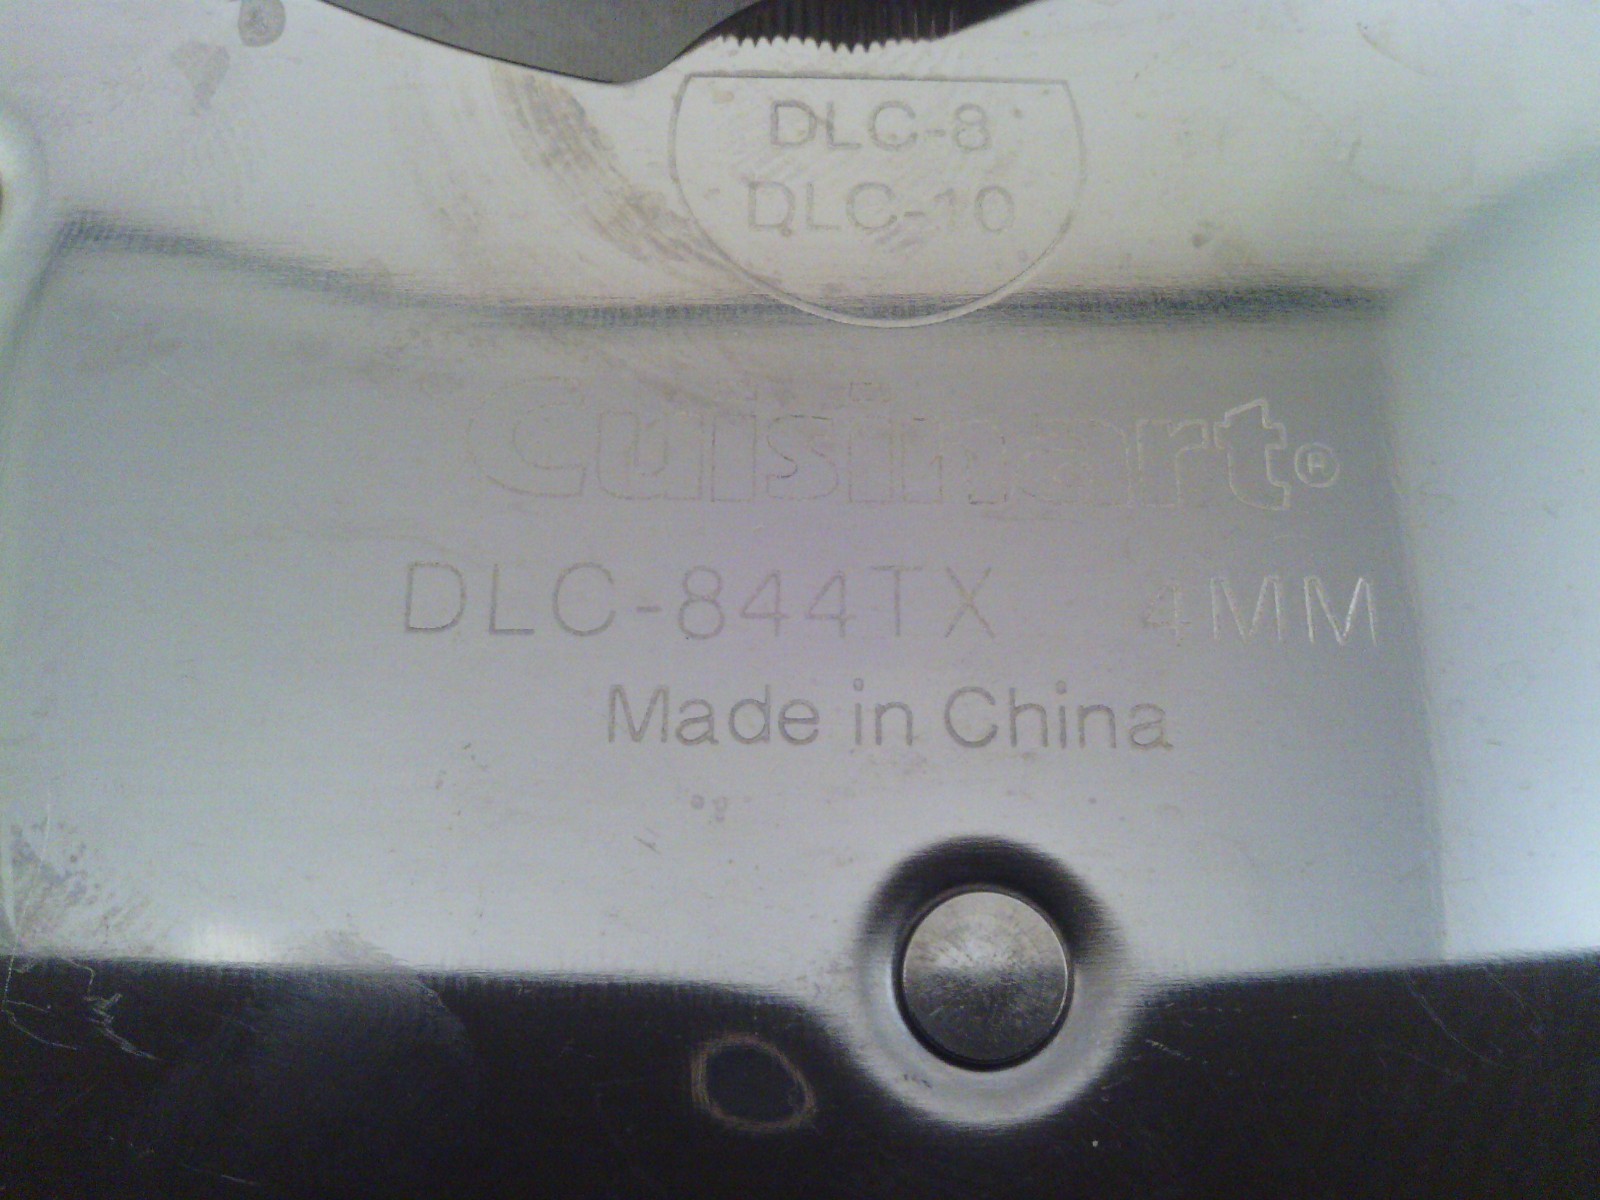 DLC-8
DLC-10
Cuisinart®
DLC-844TX 4MM
Made in China